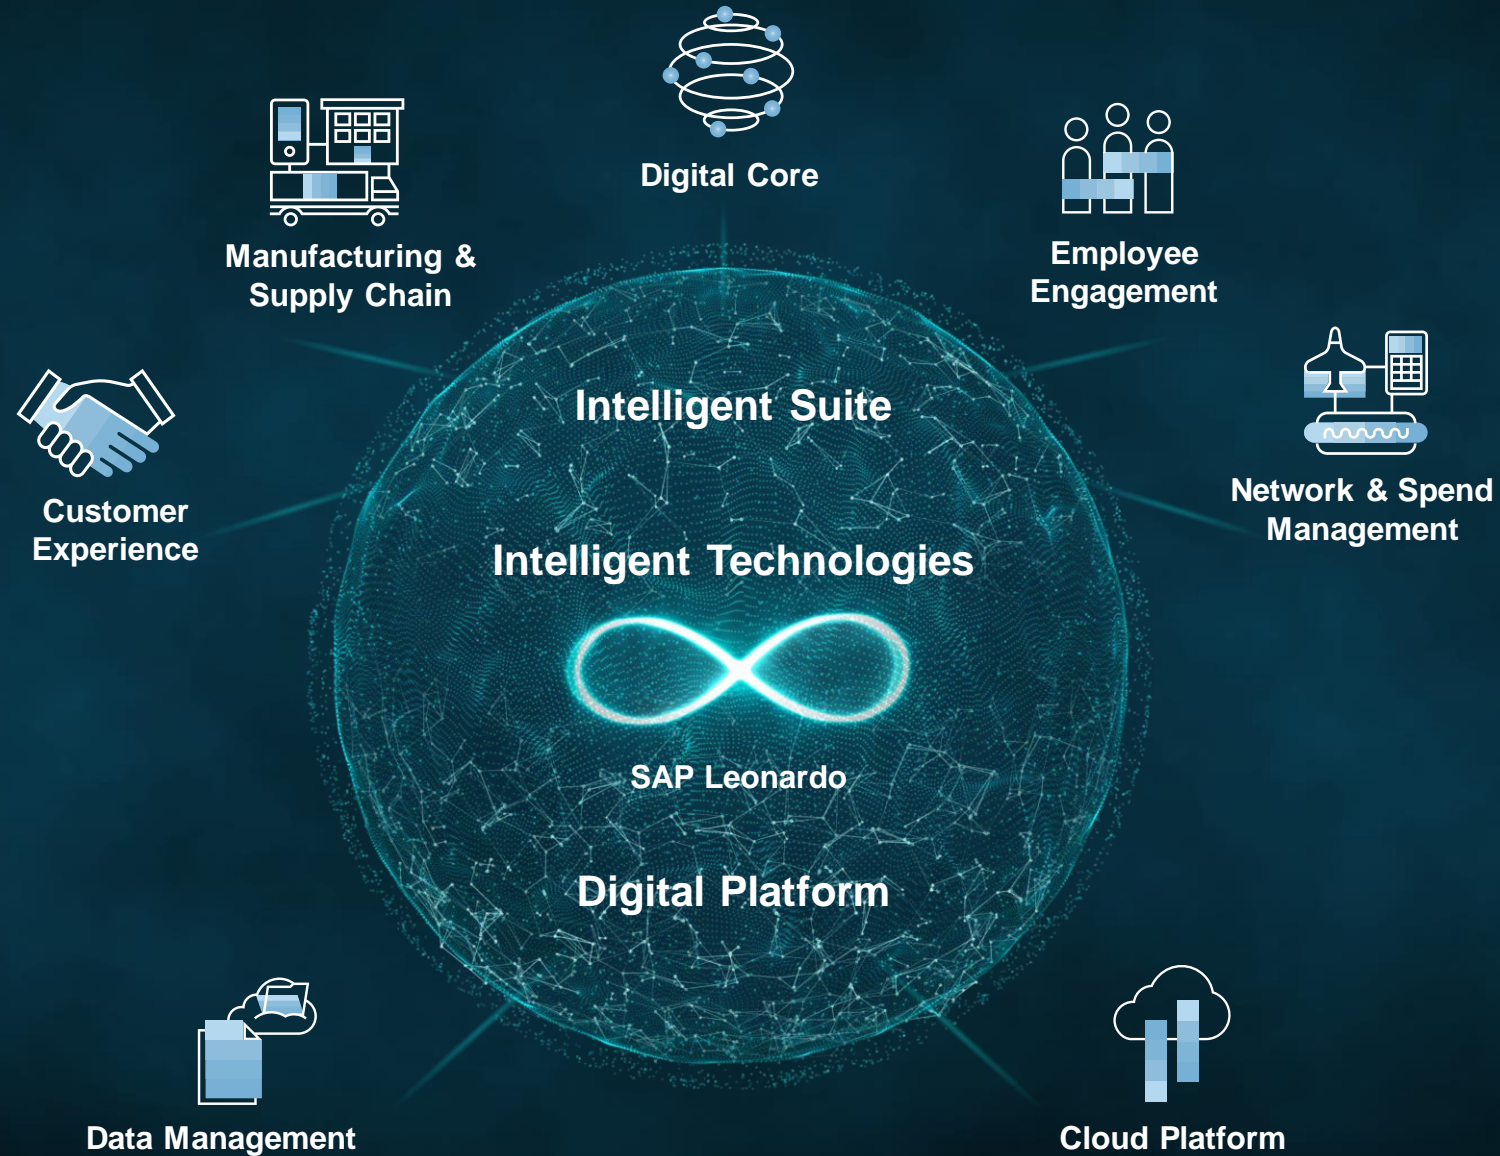 Digital Core
Manufacturing &
Supply Chain
Employee
Engagement
Customer
Experience
Network & Spend
Management
Intelligent Suite
Intelligent Technologies
SAP Leonardo
Digital Platform
Data Management
Cloud Platform